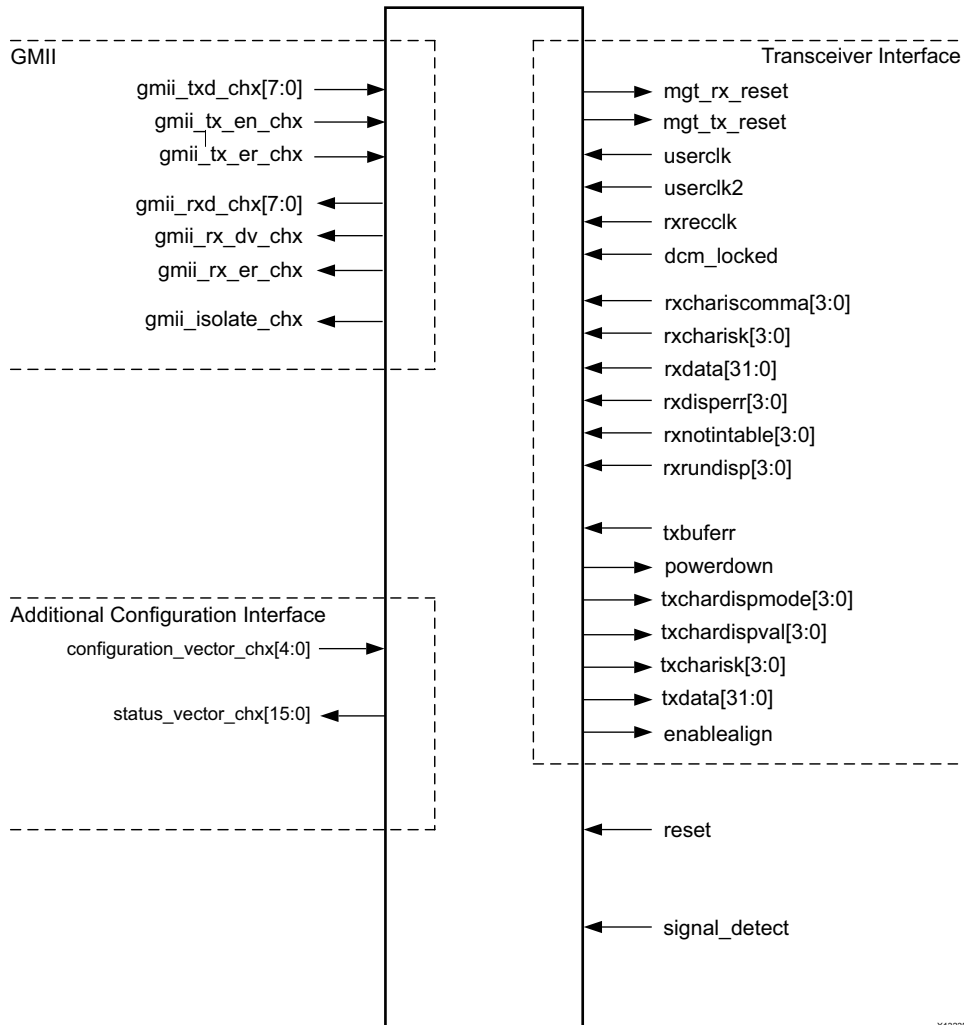 GMII
gmii_txd_chx[7:0]
gmii_tx_en_chx
gmii_tx_er_chx
gmii_rxd_chx[7:0]
gmii_rx_dv_chx
gmii_rx_er_chx
gmii_isolate_chx
Additional Configuration Interface
configuration_vector_chx[4:0]
status_vector_chx[15:0]
Transceiver Interface
mgt_rx_reset
mgt_tx_reset
userclk
userclk2
rxrecclk
dcm_locked
rxchariscomma[3:0]
rxcharisk[3:0]
rxdata[31:0]
rxdisperr[3:0]
rxnotintable[3:0]
rxrundisp[3:0]
txbuferr
powerdown
txchardispmode[3:0]
txchardispval[3:0]
txcharisk[3:0]
txdata[31:0]
enablealign
reset
signal_detect